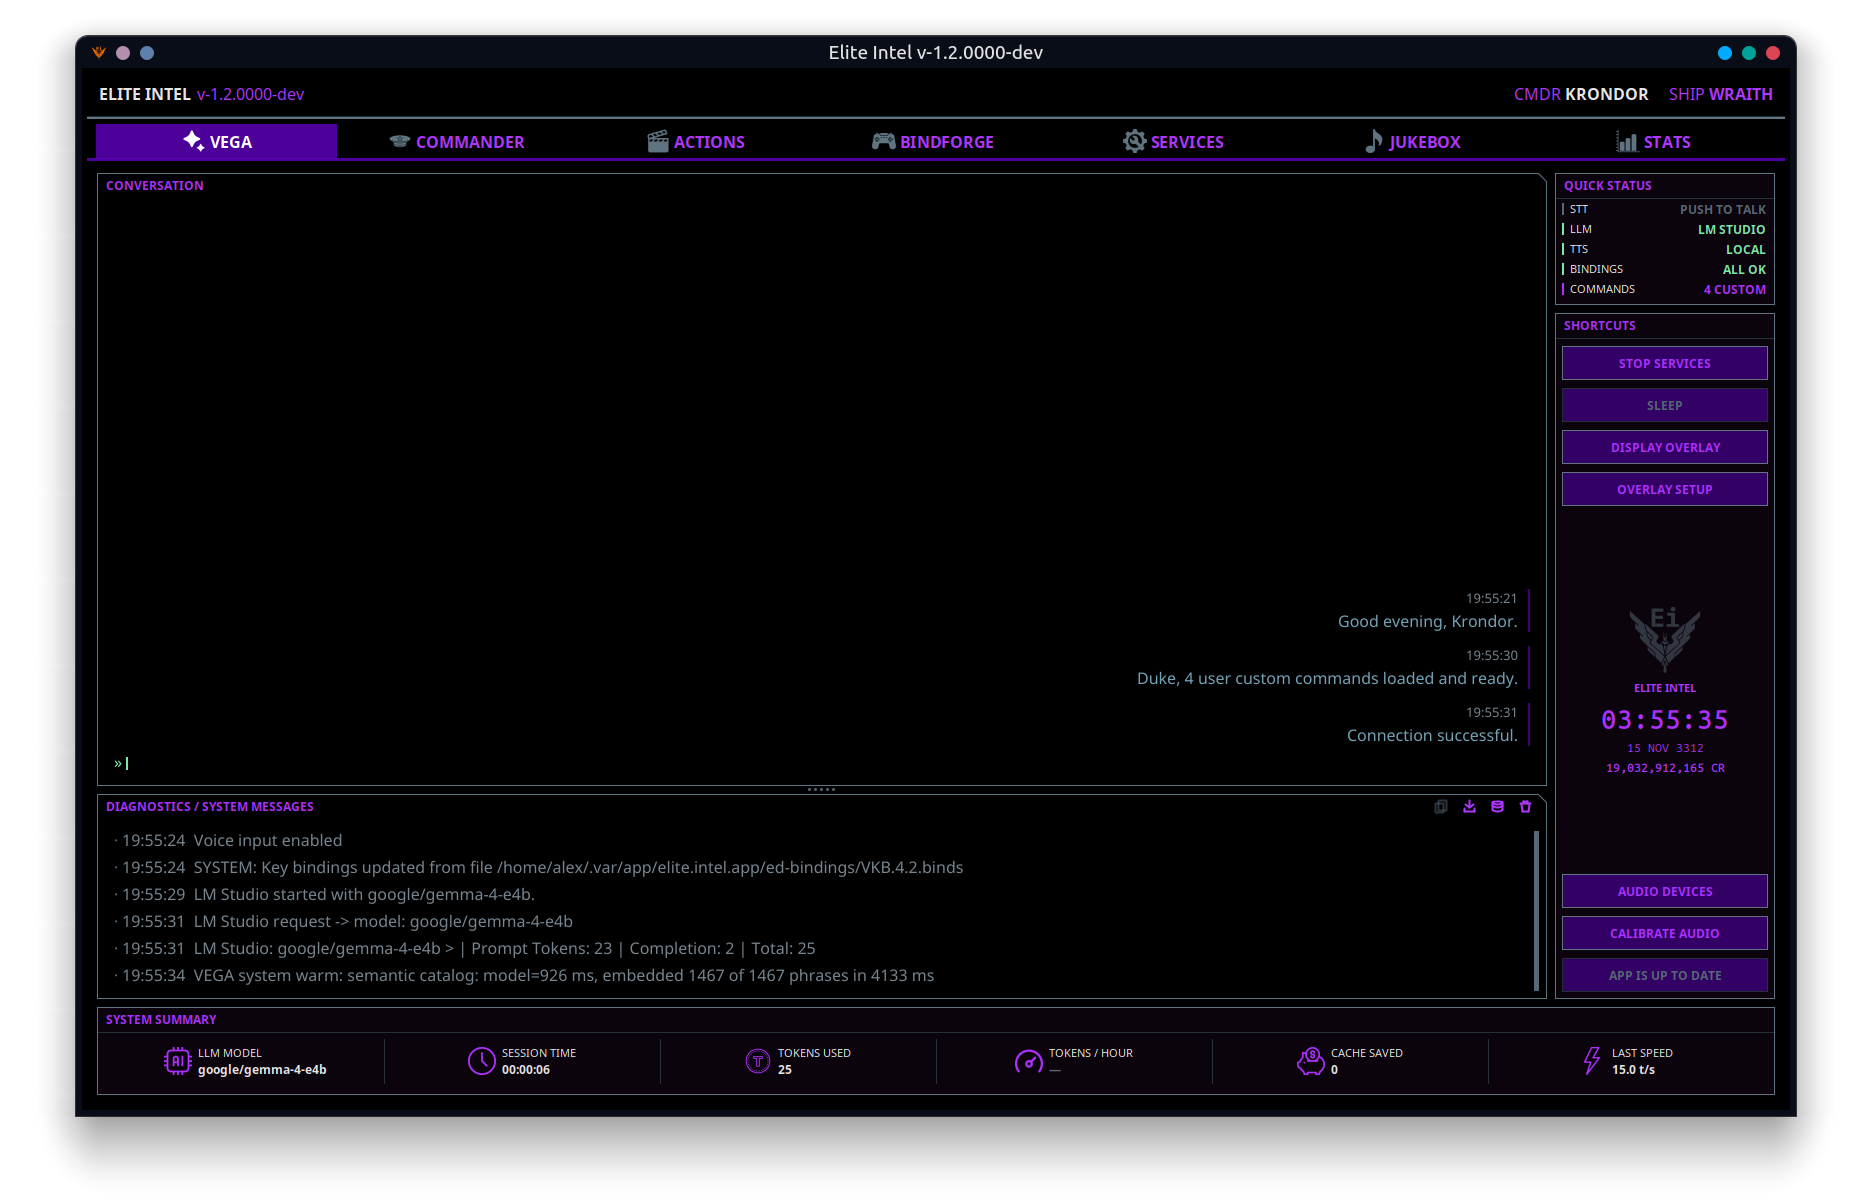 Elite Intel v-1.2.0000-dev
ELITE INTEL v-1.2.0000-dev
CMDR KRONDOR SHIP WRAITH
VEGA COMMANDER ACTIONS BINDFORGE SERVICES JUKEBOX STATS
CONVERSATION
19:55:21
Good evening, Krondor.
19:55:30
Duke, 4 user custom commands loaded and ready.
19:55:31
Connection successful.
»
DIAGNOSTICS / SYSTEM MESSAGES
· 19:55:24 Voice input enabled
· 19:55:24 SYSTEM: Key bindings updated from file /home/alex/.var/app/elite.intel.app/ed-bindings/VKB.4.2.binds
· 19:55:29 LM Studio started with google/gemma-4-e4b.
· 19:55:31 LM Studio request -> model: google/gemma-4-e4b
· 19:55:31 LM Studio: google/gemma-4-e4b > | Prompt Tokens: 23 | Completion: 2 | Total: 25
· 19:55:34 VEGA system warm: semantic catalog: model=926 ms, embedded 1467 of 1467 phrases in 4133 ms
QUICK STATUS
STT PUSH TO TALK
LLM LM STUDIO
TTS LOCAL
BINDINGS ALL OK
COMMANDS 4 CUSTOM
SHORTCUTS
STOP SERVICES
SLEEP
DISPLAY OVERLAY
OVERLAY SETUP
Ei
ELITE INTEL
03:55:35
15 NOV 3312
19,032,912,165 CR
AUDIO DEVICES
CALIBRATE AUDIO
APP IS UP TO DATE
SYSTEM SUMMARY
AI
LLM MODEL
google/gemma-4-e4b
SESSION TIME
00:00:06
T
TOKENS USED
25
TOKENS / HOUR
—
S
CACHE SAVED
0
LAST SPEED
15.0 t/s